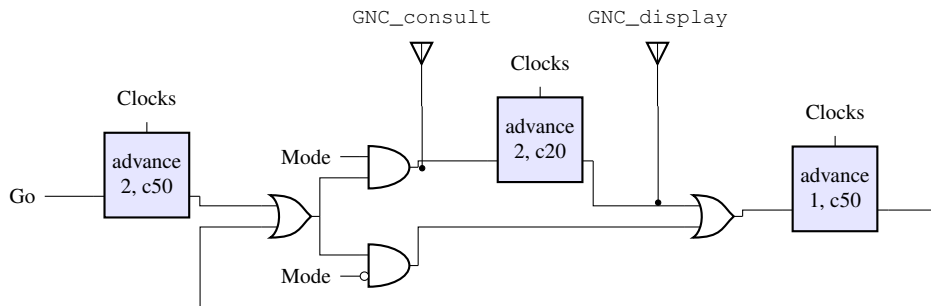 GNC_consult
GNC_display
Clocks
Clocks
Clocks
advance
2, c50
Mode
advance
2, c20
advance
1, c50
Go
Mode